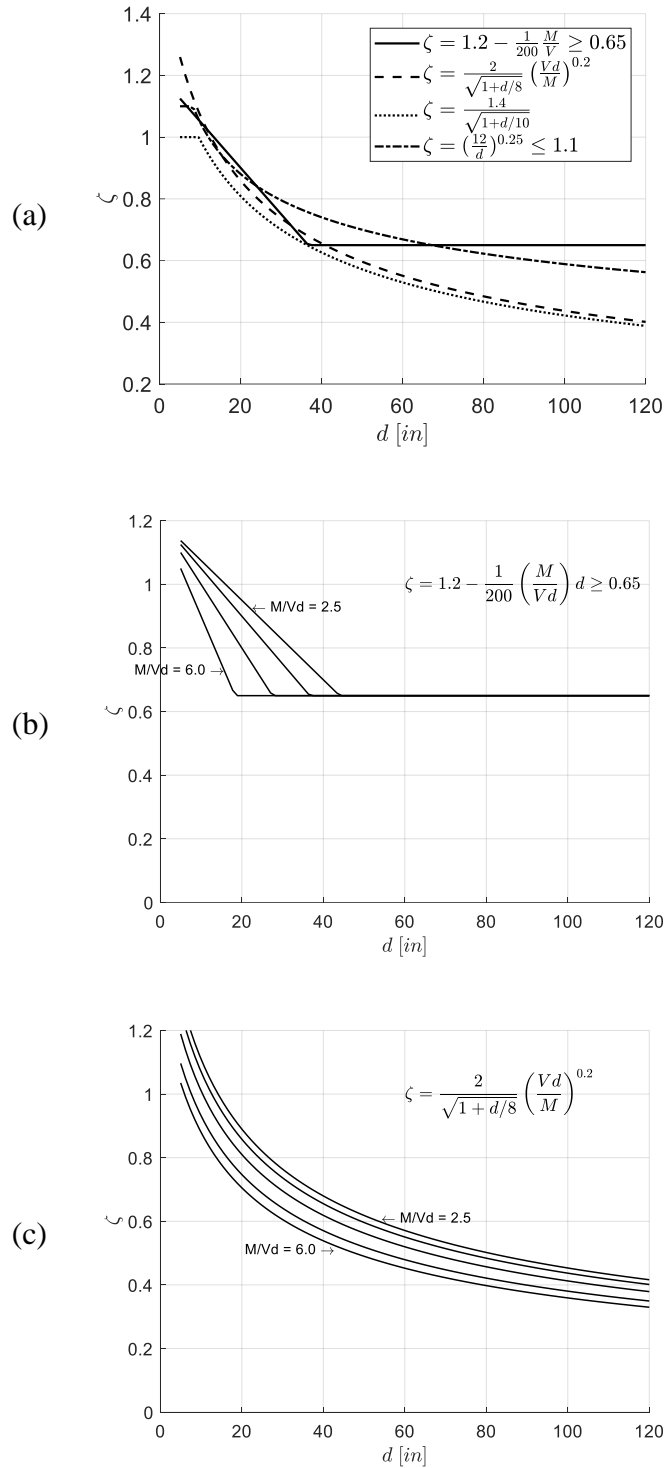 (a)
1.4
1.2
1
0.8
0.6
0.4
0.2
ζ
0 20 40 60 80 100 120
d [in]
ζ = 1.2 − 1/200 M/V ≥ 0.65
ζ = 2/√(1+d/8) (Vd/M)^0.2
ζ = 1.4/√(1+d/10)
ζ = (12/d)^0.25 ≤ 1.1
(b)
1.2
1
0.8
0.6
0.4
0.2
0
ζ
0 20 40 60 80 100 120
d [in]
ζ = 1.2 − 1/200 (M/Vd) d ≥ 0.65
← M/Vd = 2.5
M/Vd = 6.0 →
(c)
1.2
1
0.8
0.6
0.4
0.2
0
ζ
0 20 40 60 80 100 120
d [in]
ζ = 2/√(1 + d/8) (Vd/M)^0.2
← M/Vd = 2.5
M/Vd = 6.0 →